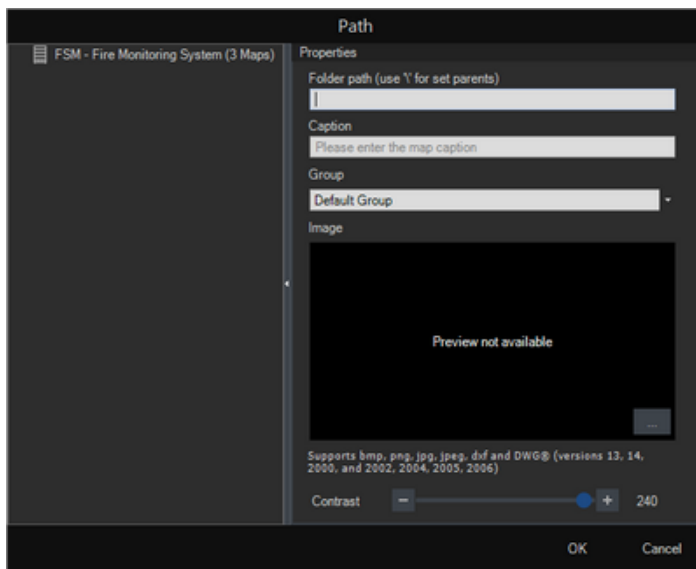 Path
FSM - Fire Monitoring System (3 Maps)
Properties
Folder path (use '\' for set parents)
Caption
Please enter the map caption
Group
Default Group
Image
Preview not available
...
Supports bmp, png, jpg, jpeg, dxf and DWG® (versions 13, 14,
2000, and 2002, 2004, 2005, 2006)
Contrast
240
OK Cancel